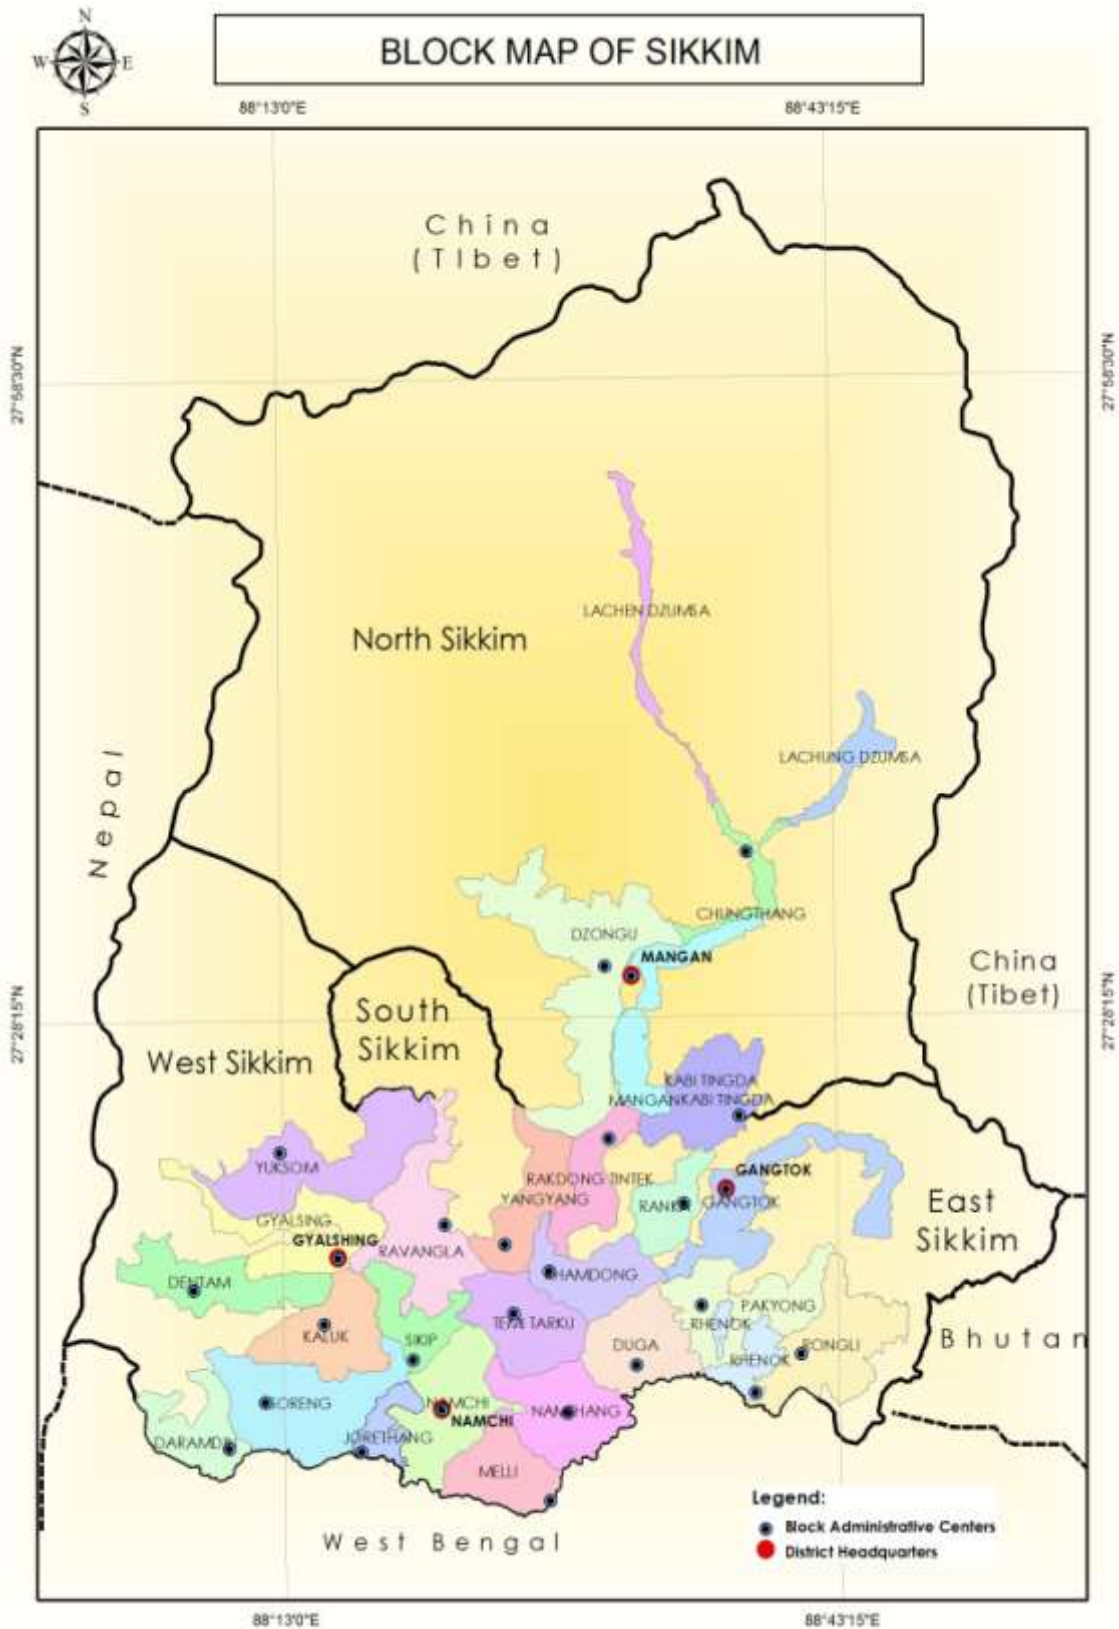 N
W E
S
BLOCK MAP OF SIKKIM
88°13'0"E 88°43'15"E
China
(TIbet)
27°58'30"N
27°58'30"N
LACHEN DZUMSA
North Sikkim
LACHUNG DZUMSA
Nepal
CHUNGTHANG
DZONGU
MANGAN
China
(Tibet)
South
Sikkim
27°28'15"N
27°28'15"N
West Sikkim
KABI TINGDA
MANGAN KABI TINGDA
YUKSOM
RAKDONG TINTEK
GANGTOK
YANGYANG
RANKA
GANGTOK
East
Sikkim
GYALSING
GYALSHING
RAVANGLA
DENTAM
HAMDONG
PAKYONG
RHENOK
TEMI TARKU
KALUK
SIKIP
DUGA
RHENOK
RONGLI
Bhutan
SORENG
NAMCHI
NAMCHI
NAMTHANG
DARAMDIN
JORETHANG
MELLI
West Bengal
Legend:
Block Administrative Centers
District Headquarters
88°13'0"E 88°43'15"E